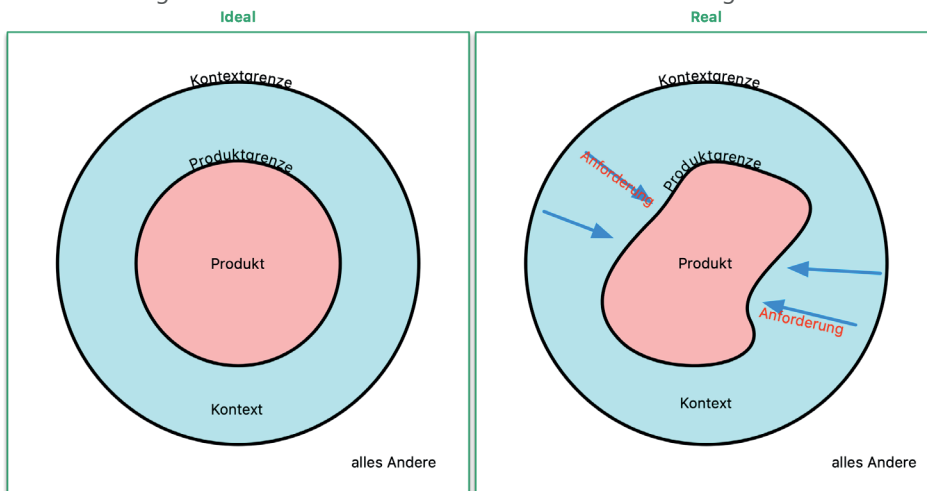 Ideal
Real
Kontextgrenze
Produktgrenze
Produkt
Kontext
alles Andere
Kontextgrenze
Anforderung
Produktgrenze
Produkt
Anforderung
Kontext
alles Andere